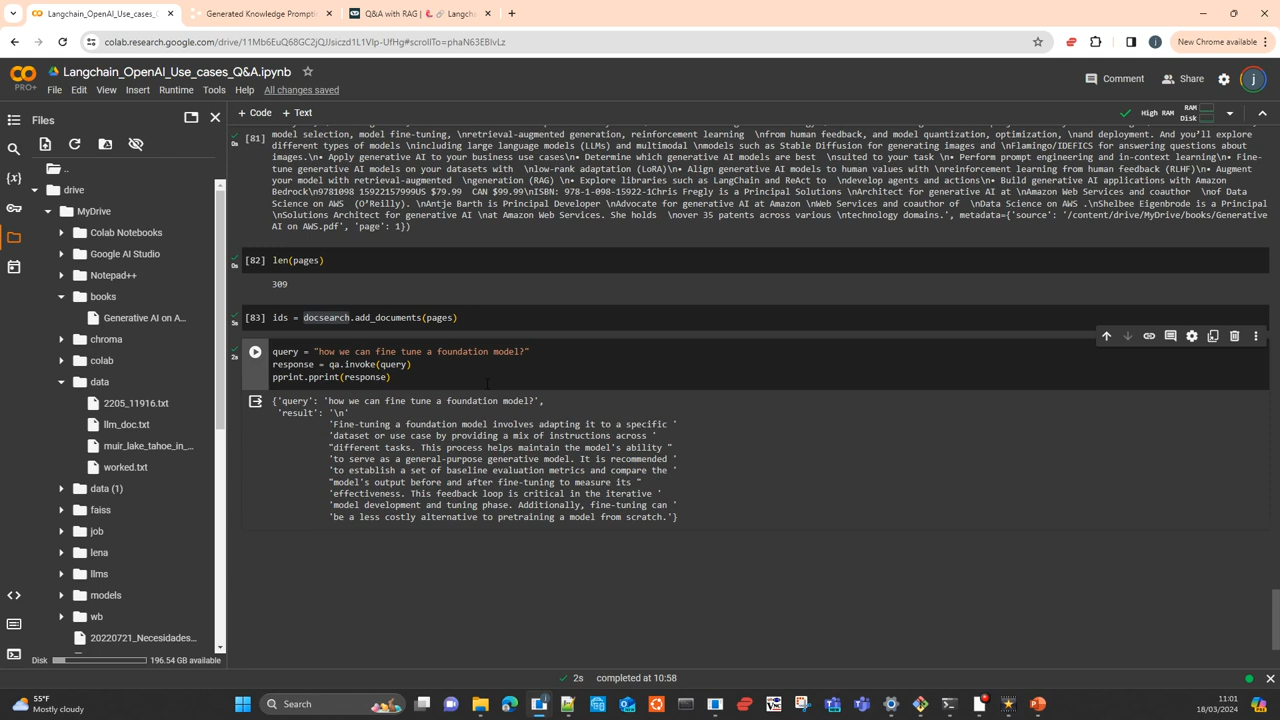 Langchain_OpenAI_Use_cases_Q
Generated Knowledge Promptin
Q&A with RAG | Langcha
colab.research.google.com/drive/11Mb6EuQ68GC2jQJJsiczd1L1VIp-UfHg#scrollTo=phaN63EBlvLz
New Chrome available
PRO+
Langchain_OpenAI_Use_cases_Q&A.ipynb
Comment
Share
File Edit View Insert Runtime Tools Help All changes saved
Files
+ Code + Text
High RAM
RAM
Disk
..
drive
MyDrive
Colab Notebooks
Google AI Studio
Notepad++
books
Generative AI on A...
chroma
colab
data
2205_11916.txt
llm_doc.txt
muir_lake_tahoe_in_...
worked.txt
data (1)
faiss
job
lena
llms
models
wb
20220721_Necesidades...
Disk 196.54 GB available
[81]
0s
model selection, model fine-tuning, \nretrieval-augmented generation, reinforcement learning \nfrom human feedback, and model quantization, optimization, \nand deployment. And you'll explore
different types of models \nincluding large language models (LLMs) and multimodal \nmodels such as Stable Diffusion for generating images and \nFlamingo/IDEFICS for answering questions about
images.\n• Apply generative AI to your business use cases\n• Determine which generative AI models are best \nsuited to your task \n• Perform prompt engineering and in-context learning\n• Fine-
tune generative AI models on your datasets with \nlow-rank adaptation (LoRA)\n• Align generative AI models to human values with \nreinforcement learning from human feedback (RLHF)\n• Augment
your model with retrieval-augmented \ngeneration (RAG) \n• Explore libraries such as LangChain and ReAct to \ndevelop agents and actions\n• Build generative AI applications with Amazon
Bedrock\n9781098 159221​57999US $79.99 CAN $99.99\nISBN: 978-1-098-15922-1Chris Fregly is a Principal Solutions \nArchitect for generative AI at \nAmazon Web Services and coauthor \nof Data
Science on AWS (O'Reilly). \nAntje Barth is Principal Developer \nAdvocate for generative AI at Amazon \nWeb Services and coauthor of \nData Science on AWS .\nShelbee Eigenbrode is a Principal
\nSolutions Architect for generative AI \nat Amazon Web Services. She holds \nover 35 patents across various \ntechnology domains.', metadata={'source': '/content/drive/MyDrive/books/Generative
AI on AWS.pdf', 'page': 1})
[82] len(pages)
0s
309
[83] ids = docsearch.add_documents(pages)
5s
2s
query = "how we can fine tune a foundation model?"
response = qa.invoke(query)
pprint.pprint(response)
{'query': 'how we can fine tune a foundation model?',
'result': '\n'
'Fine-tuning a foundation model involves adapting it to a specific '
'dataset or use case by providing a mix of instructions across '
"different tasks. This process helps maintain the model's ability "
'to serve as a general-purpose generative model. It is recommended '
'to establish a set of baseline evaluation metrics and compare the '
"model's output before and after fine-tuning to measure its "
'effectiveness. This feedback loop is critical in the iterative '
'model development and tuning phase. Additionally, fine-tuning can '
'be a less costly alternative to pretraining a model from scratch.'}
2s completed at 10:58
55°F
Mostly cloudy
Search
11:01
18/03/2024